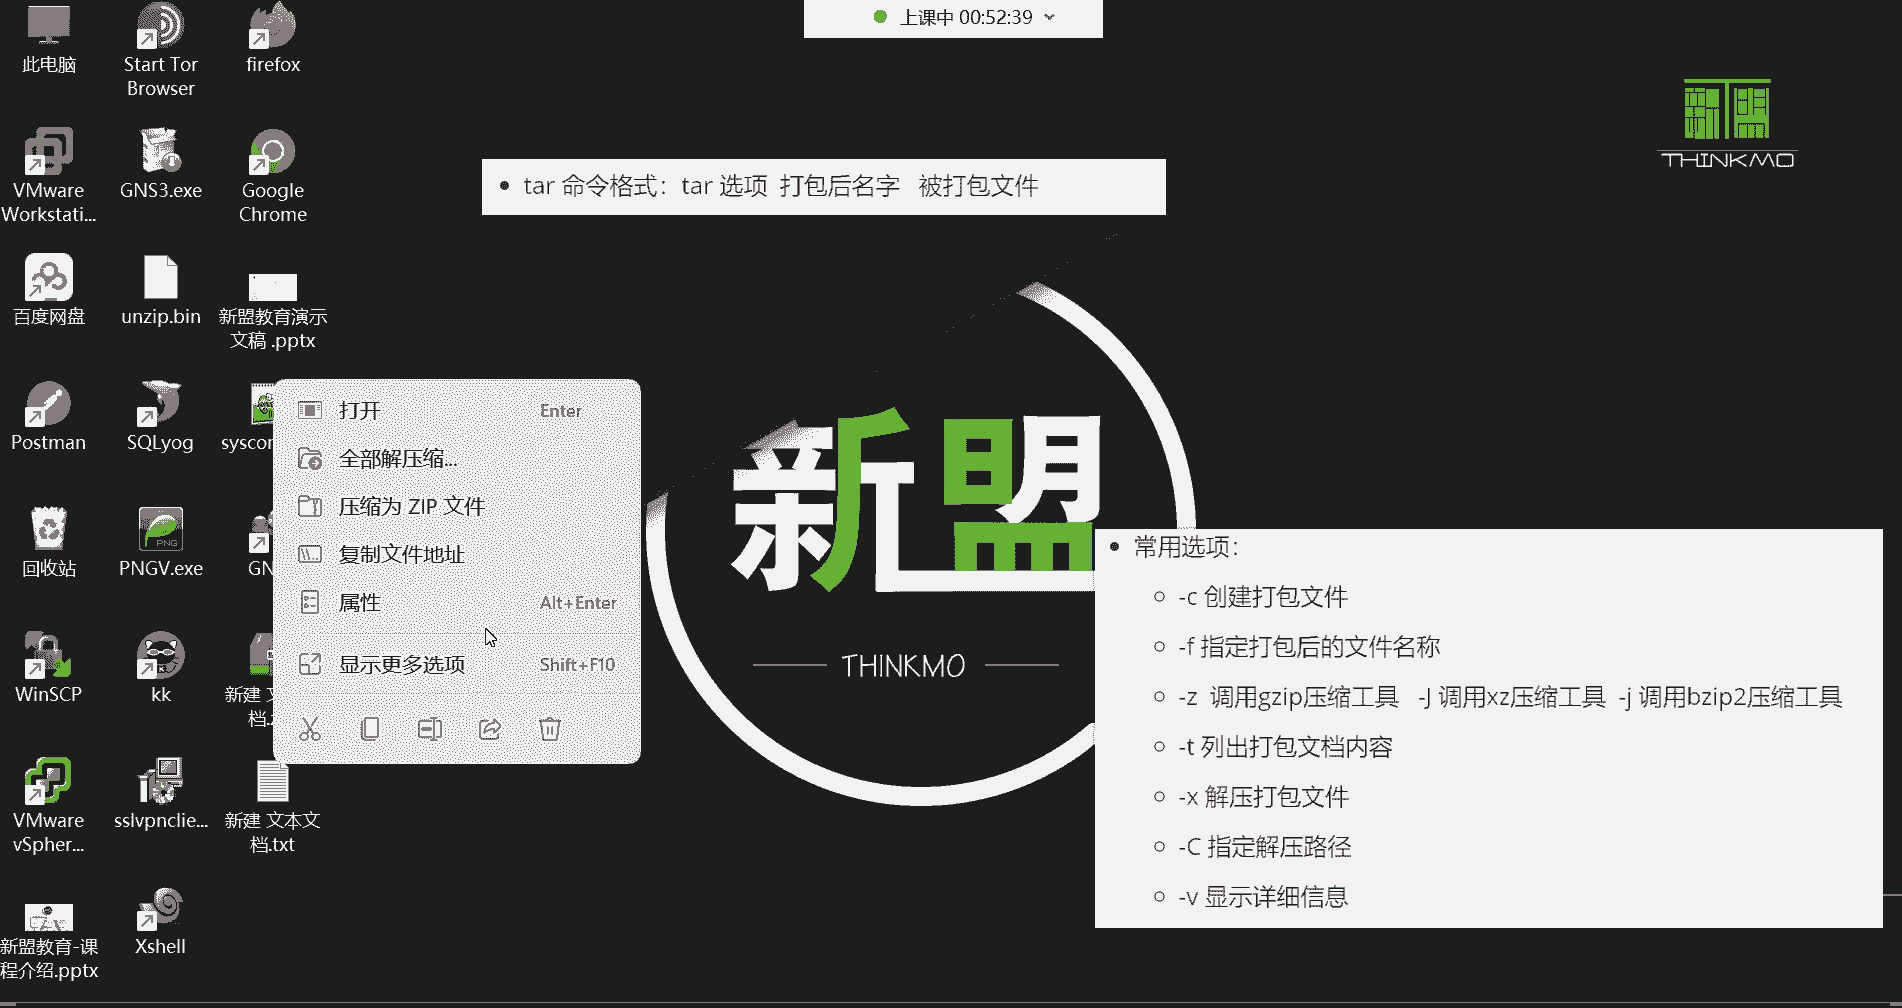 上课中 00:52:39
此电脑
Start Tor
Browser
firefox
THINKMO
VMware
Workstati...
GNS3.exe
Google
Chrome
• tar 命令格式：tar 选项 打包后名字 被打包文件
百度网盘
unzip.bin
新盟教育演示
文稿 .pptx
Postman
SQLyog
syscon
回收站
PNGV.exe
PNG
GN
打开 Enter
全部解压缩...
压缩为 ZIP 文件
复制文件地址
属性 Alt+Enter
显示更多选项 Shift+F10
新盟
THINKMO
WinSCP
kk
新建 文
档.
VMware
vSpher...
sslvpnclie...
新建 文本文
档.txt
新盟教育-课
程介绍.pptx
Xshell
• 常用选项：
○ -c 创建打包文件
○ -f 指定打包后的文件名称
○ -z 调用gzip压缩工具 -J 调用xz压缩工具 -j 调用bzip2压缩工具
○ -t 列出打包文档内容
○ -x 解压打包文件
○ -C 指定解压路径
○ -v 显示详细信息